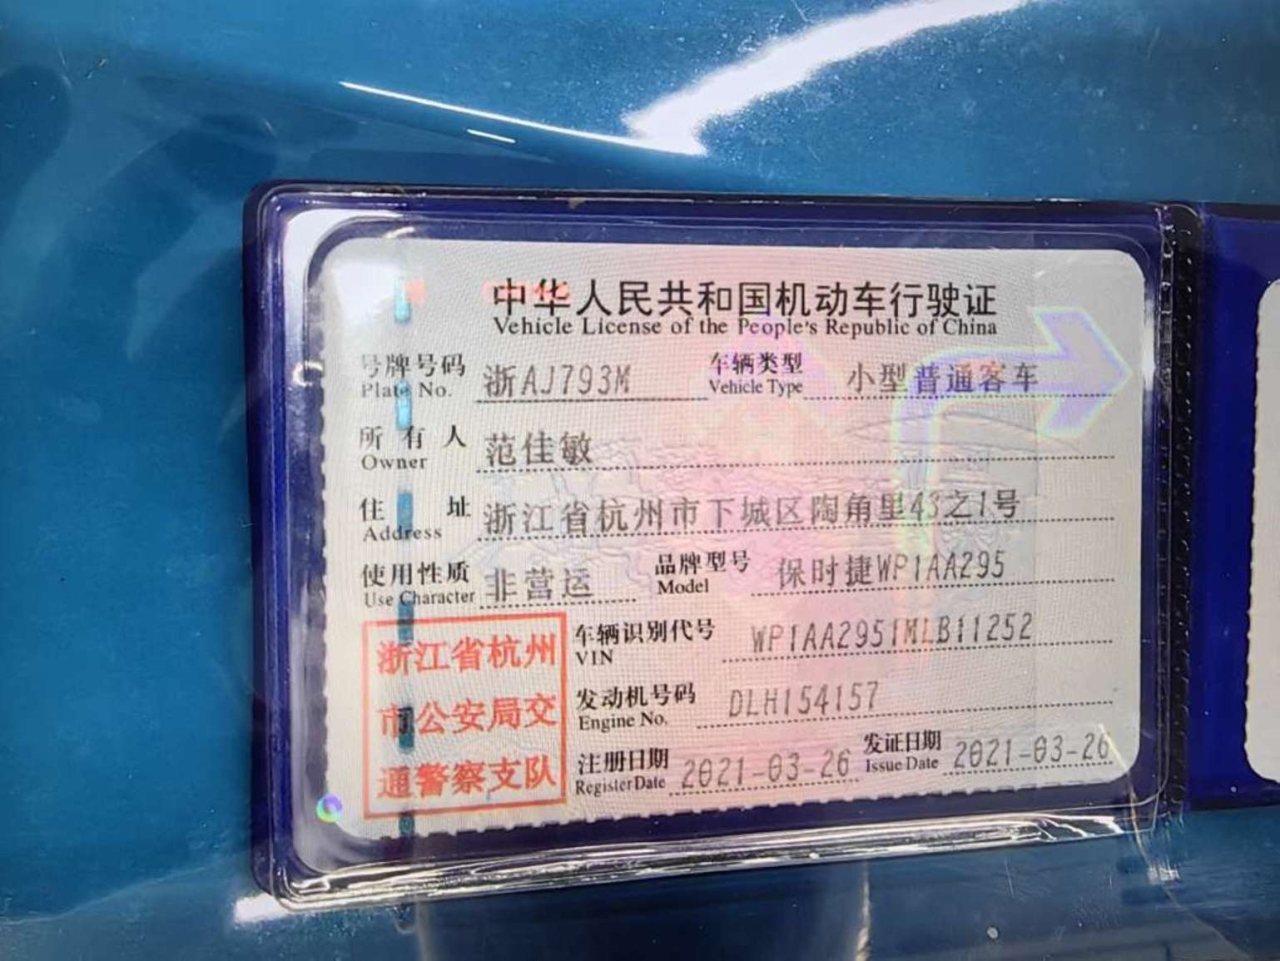 中华人民共和国机动车行驶证
Vehicle License of the People's Republic of China
号牌号码 浙AJ793M 车辆类型 小型普通客车
Plate No. Vehicle Type
所有人 范佳敏
Owner
住址 浙江省杭州市下城区陶角里43之1号
Address
使用性质 非营运 品牌型号 保时捷WP1AA295
Use Character Model
浙江省杭州
市公安局交
通警察支队
车辆识别代号 WP1AA2951MLB11252
VIN
发动机号码 DLH154157
Engine No.
注册日期 2021-03-26 发证日期 2021-03-26
Register Date Issue Date